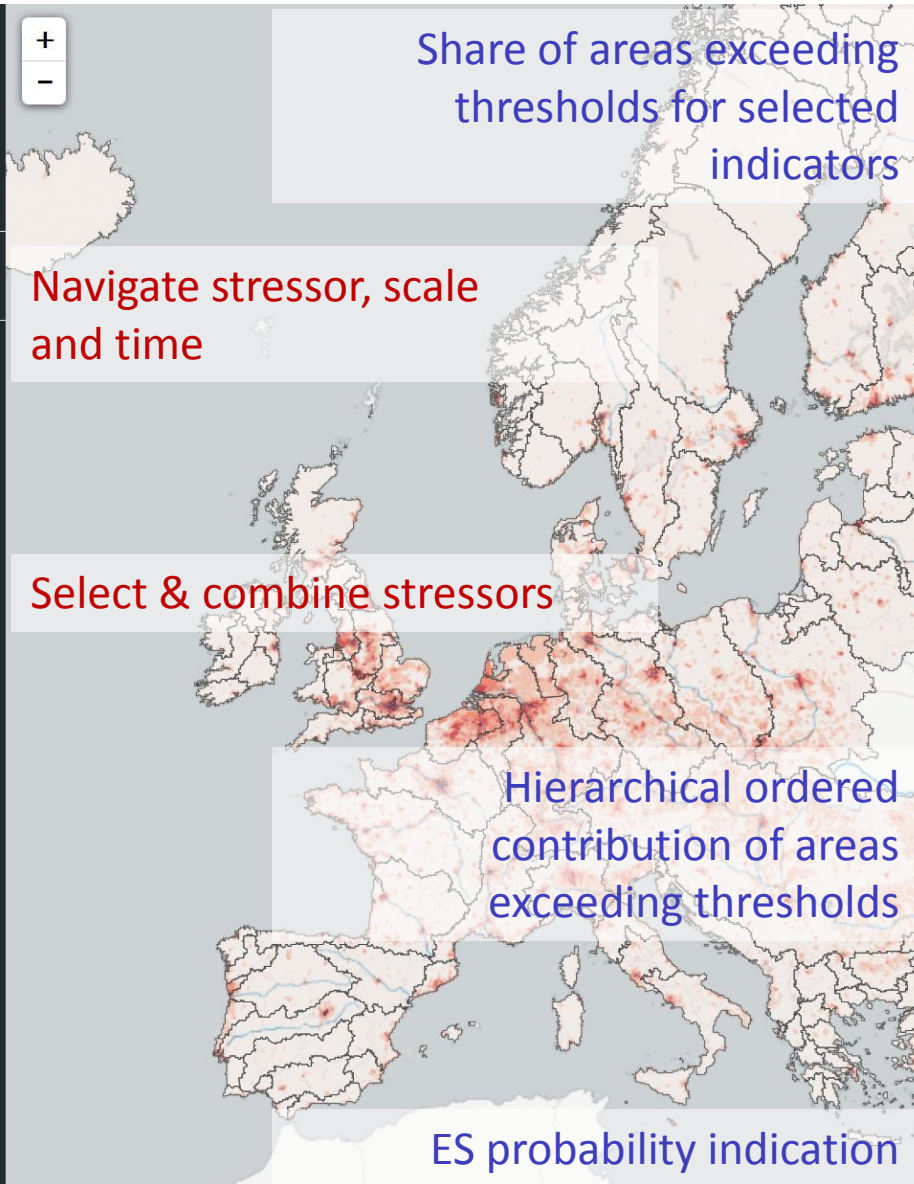 +
−
Share of areas exceeding
thresholds for selected
indicators
Navigate stressor, scale
and time
Select & combine stressors
Hierarchical ordered
contribution of areas
exceeding thresholds
ES probability indication